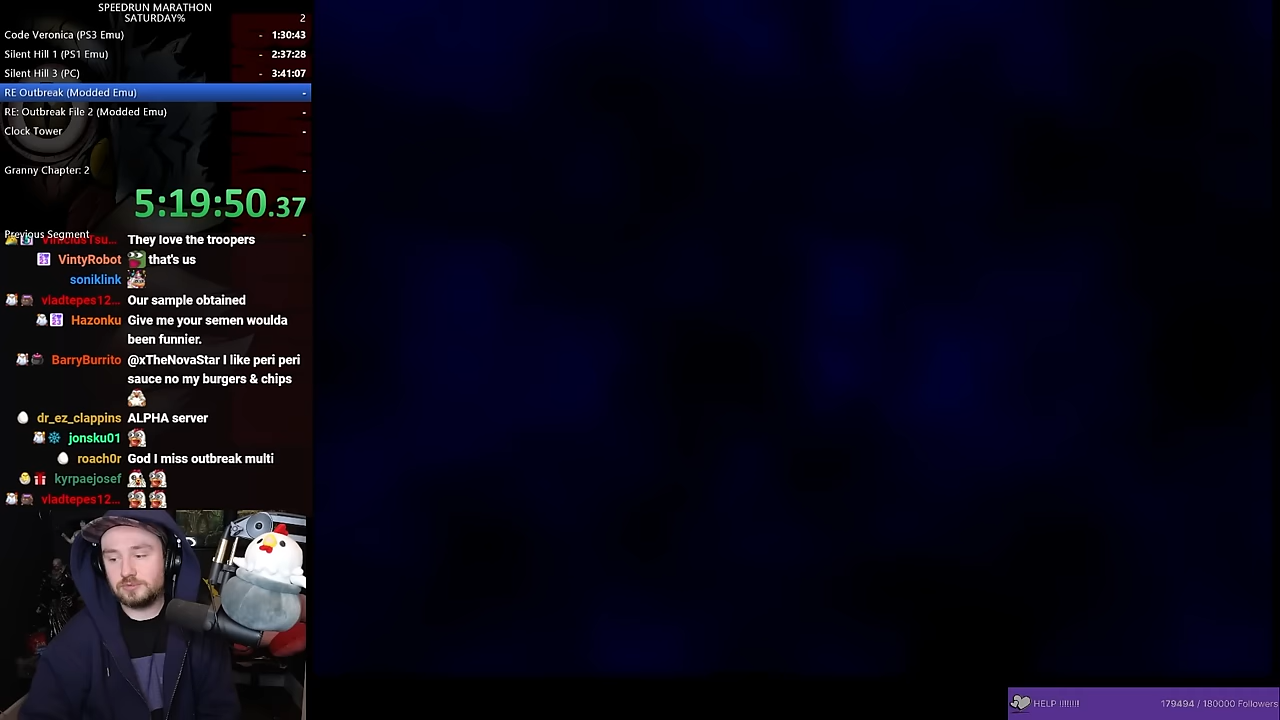 SPEEDRUN MARATHON
SATURDAY%
2
Code Veronica (PS3 Emu) - 1:30:43
Silent Hill 1 (PS1 Emu) - 2:37:28
Silent Hill 3 (PC) - 3:41:07
RE Outbreak (Modded Emu) -
RE: Outbreak File 2 (Modded Emu) -
Clock Tower -
Granny Chapter: 2 -
5:19:50.37
Previous Segment -
They love the troopers
VintyRobot that's us
soniklink
vladtepes12... Our sample obtained
Hazonku Give me your semen woulda
been funnier.
BarryBurrito @xTheNovaStar I like peri peri
sauce no my burgers & chips
dr_ez_clappins ALPHA server
jonsku01
roach0r God I miss outbreak multi
kyrpaejosef
vladtepes12...
HELP !!!!!!! 179494 / 180000 Followers